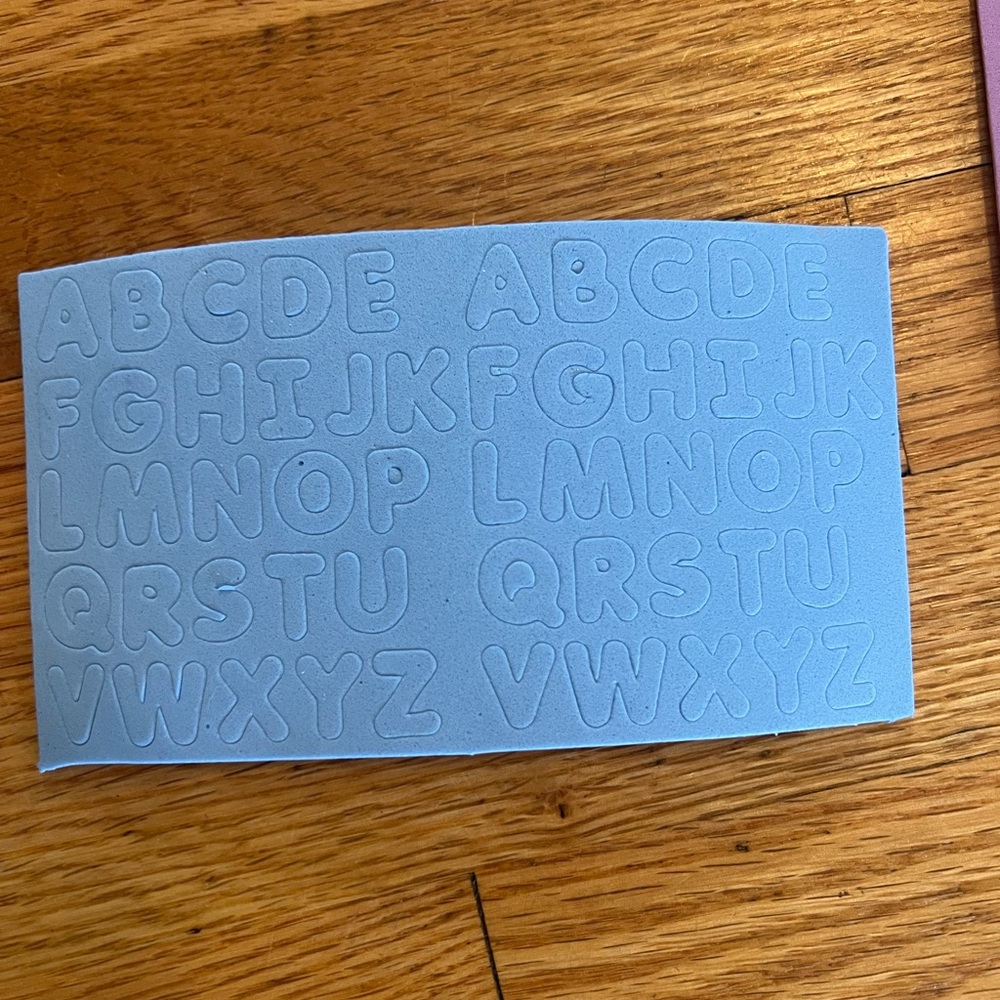 ABCDE ABCDE
FGHIJK FGHIJK
LMNOP LMNOP
QRSTU QRSTU
VWXYZ VWXYZ